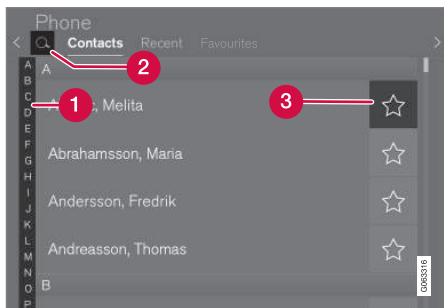 Phone
Contacts Recent Favourites
2
A
A
B
C
D
E
F
G
H
I
J
K
L
M
N
O
P
1
, Melita
3
Abrahamsson, Maria
Andersson, Fredrik
Andreasson, Thomas
B
G063316